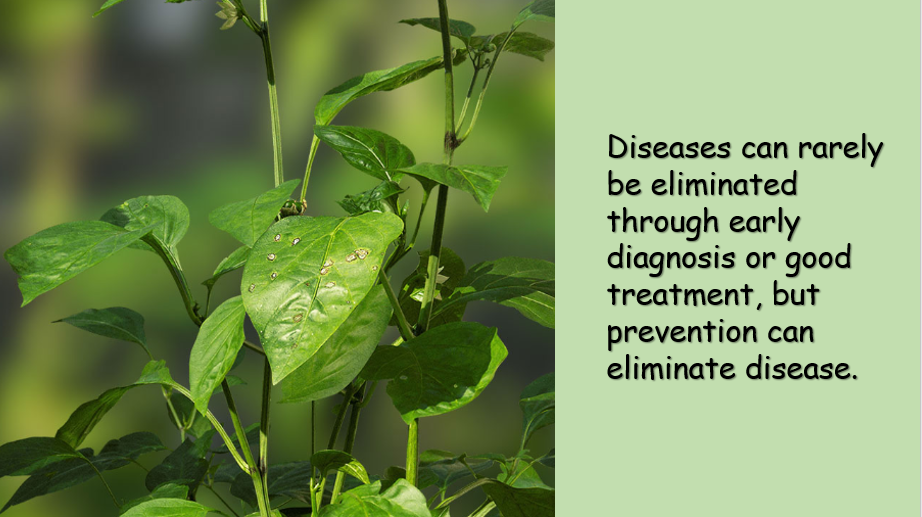 Diseases can rarely
be eliminated
through early
diagnosis or good
treatment, but
prevention can
eliminate disease.